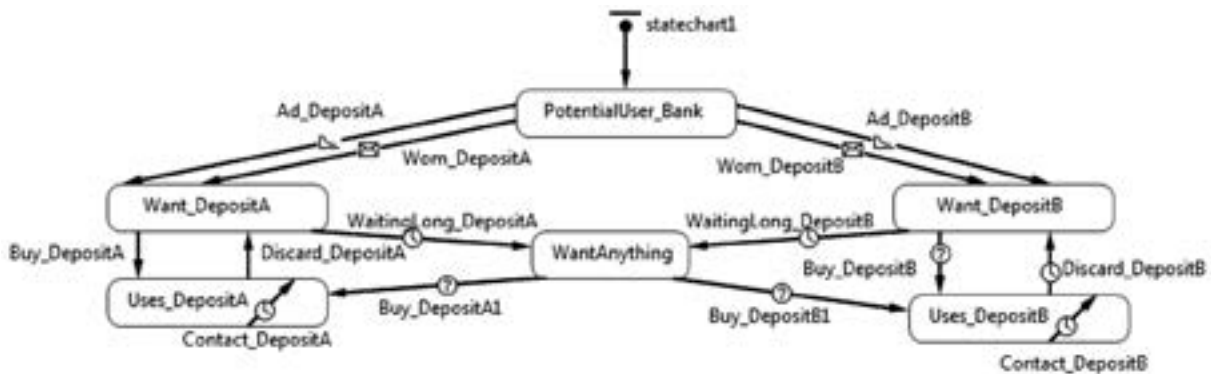 statechart1
Ad_DepositA
PotentialUser_Bank
Ad_DepositB
Wom_DepositA
Wom_DepositB
Want_DepositA
Want_DepositB
WaitingLong_DepositA
WaitingLong_DepositB
Buy_DepositA
Discard_DepositA
WantAnything
Buy_DepositB
Discard_DepositB
Uses_DepositA
Buy_DepositA1
Buy_DepositB1
Uses_DepositB
Contact_DepositA
Contact_DepositB